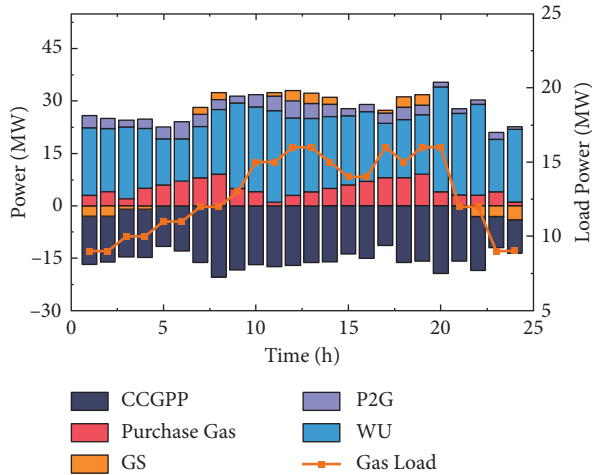 45
30
15
0
−15
−30
Power (MW)
25
20
15
10
5
Load Power (MW)
0
5
10
15
20
25
Time (h)
CCGPP
P2G
Purchase Gas
WU
GS
Gas Load